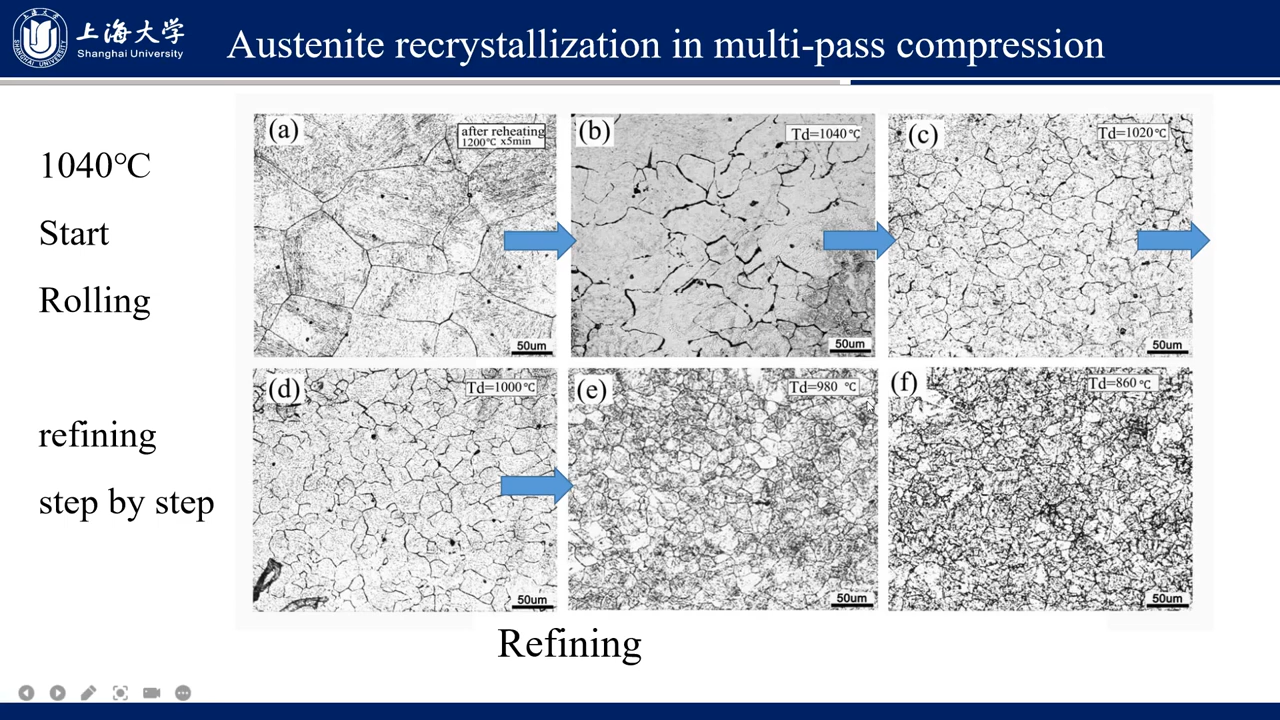 上海大学
Shanghai University
Austenite recrystallization in multi-pass compression
1040℃
Start
Rolling
refining
step by step
(a)
after reheating
1200℃ x5min
50um
(b)
Td=1040℃
50um
(c)
Td=1020℃
50um
(d)
Td=1000℃
50um
(e)
Td=980 ℃
50um
(f)
Td=860℃
50um
Refining